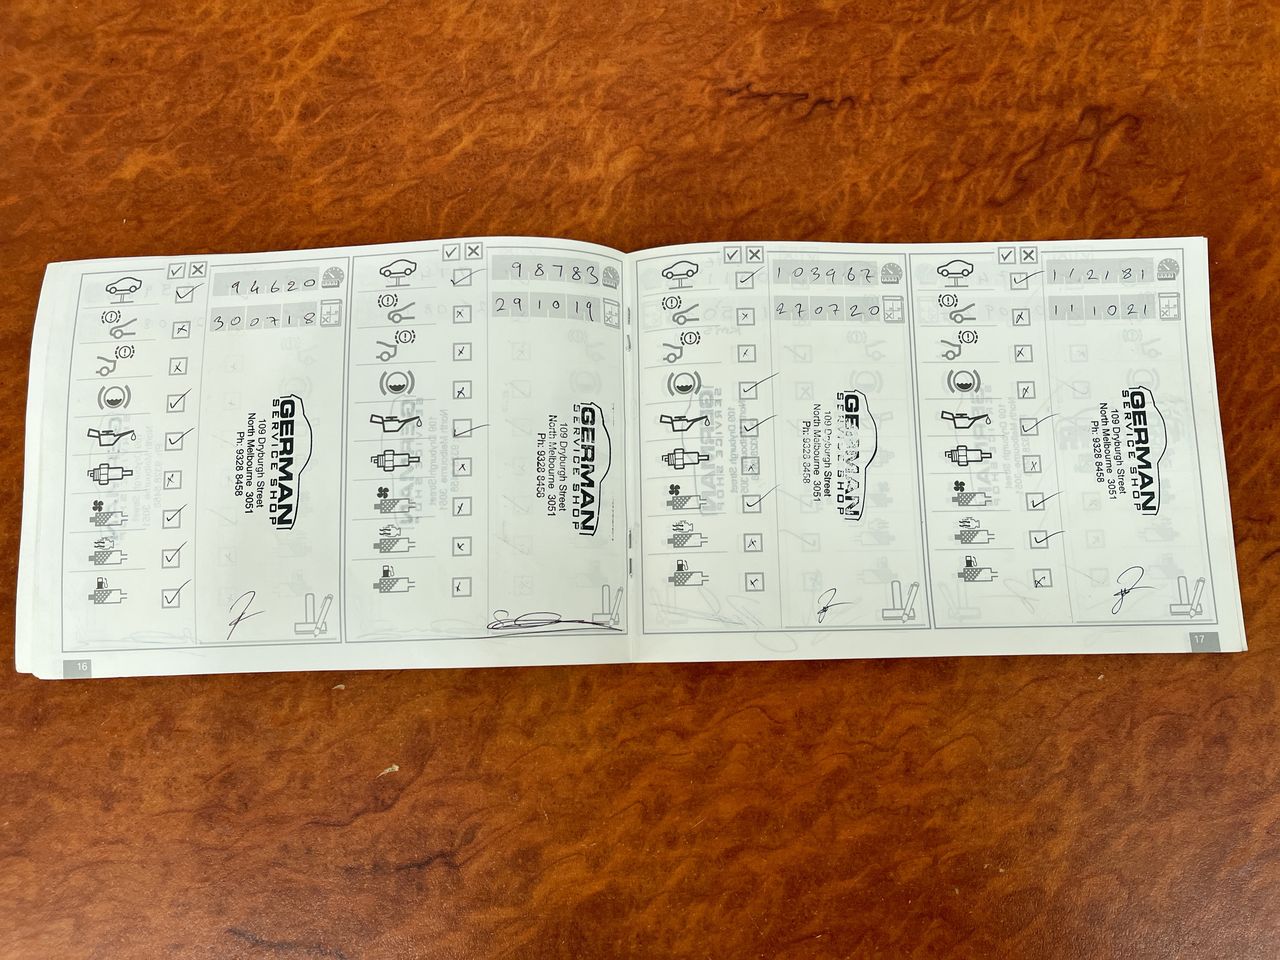 94620
300718
GERMAN
SERVICE SHOP
109 Dryburgh Street
North Melbourne 3051
Ph: 9328 8458
16
98783
291019
GERMAN
SERVICE SHOP
109 Dryburgh Street
North Melbourne 3051
Ph: 9328 8458
103967
270720
GERMAN
SERVICE SHOP
109 Dryburgh Street
North Melbourne 3051
Ph: 9328 8458
112181
111021
GERMAN
SERVICE SHOP
109 Dryburgh Street
North Melbourne 3051
Ph: 9328 8458
17